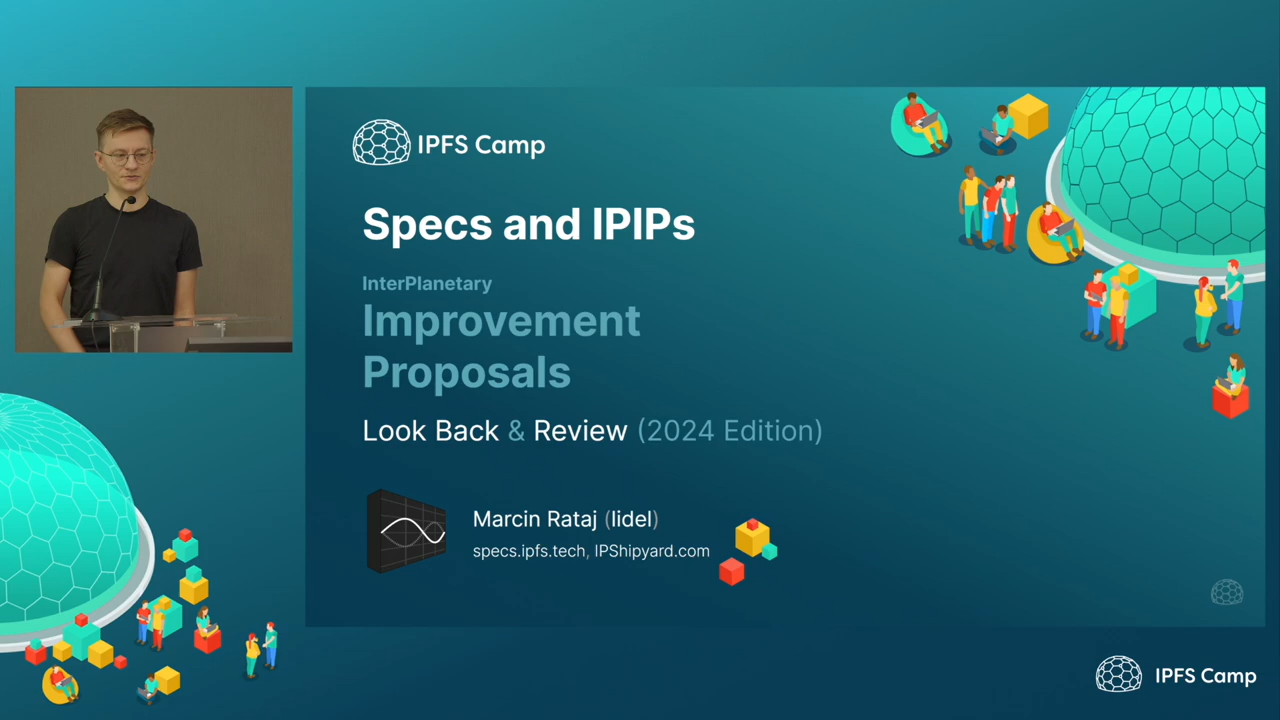 IPFS Camp
Specs and IPIPs
InterPlanetary
Improvement
Proposals
Look Back & Review (2024 Edition)
Marcin Rataj (lidel)
specs.ipfs.tech, IPShipyard.com
IPFS Camp